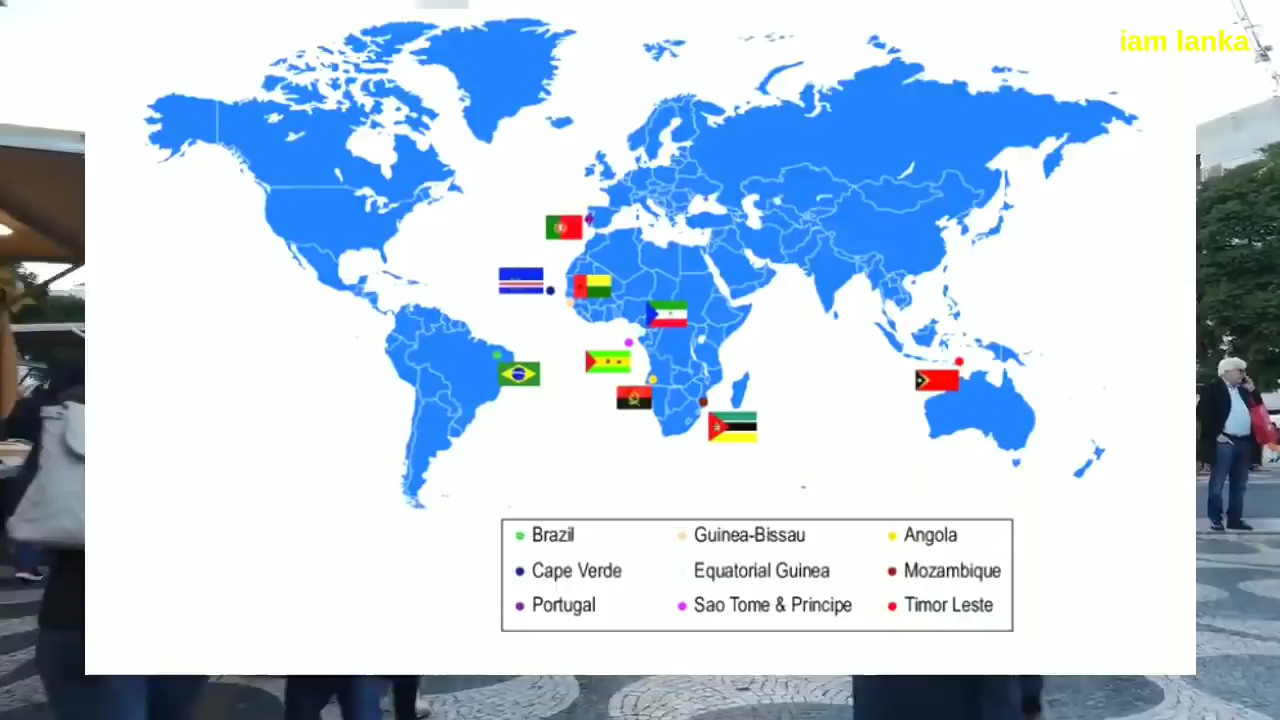 iam lanka
Brazil
Guinea-Bissau
Angola
Cape Verde
Equatorial Guinea
Mozambique
Portugal
Sao Tome & Principe
Timor Leste